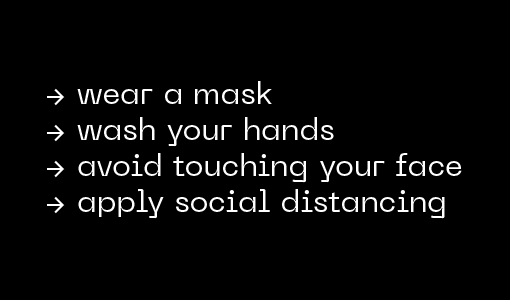 → wear a mask
→ wash your hands
→ avoid touching your face
→ apply social distancing